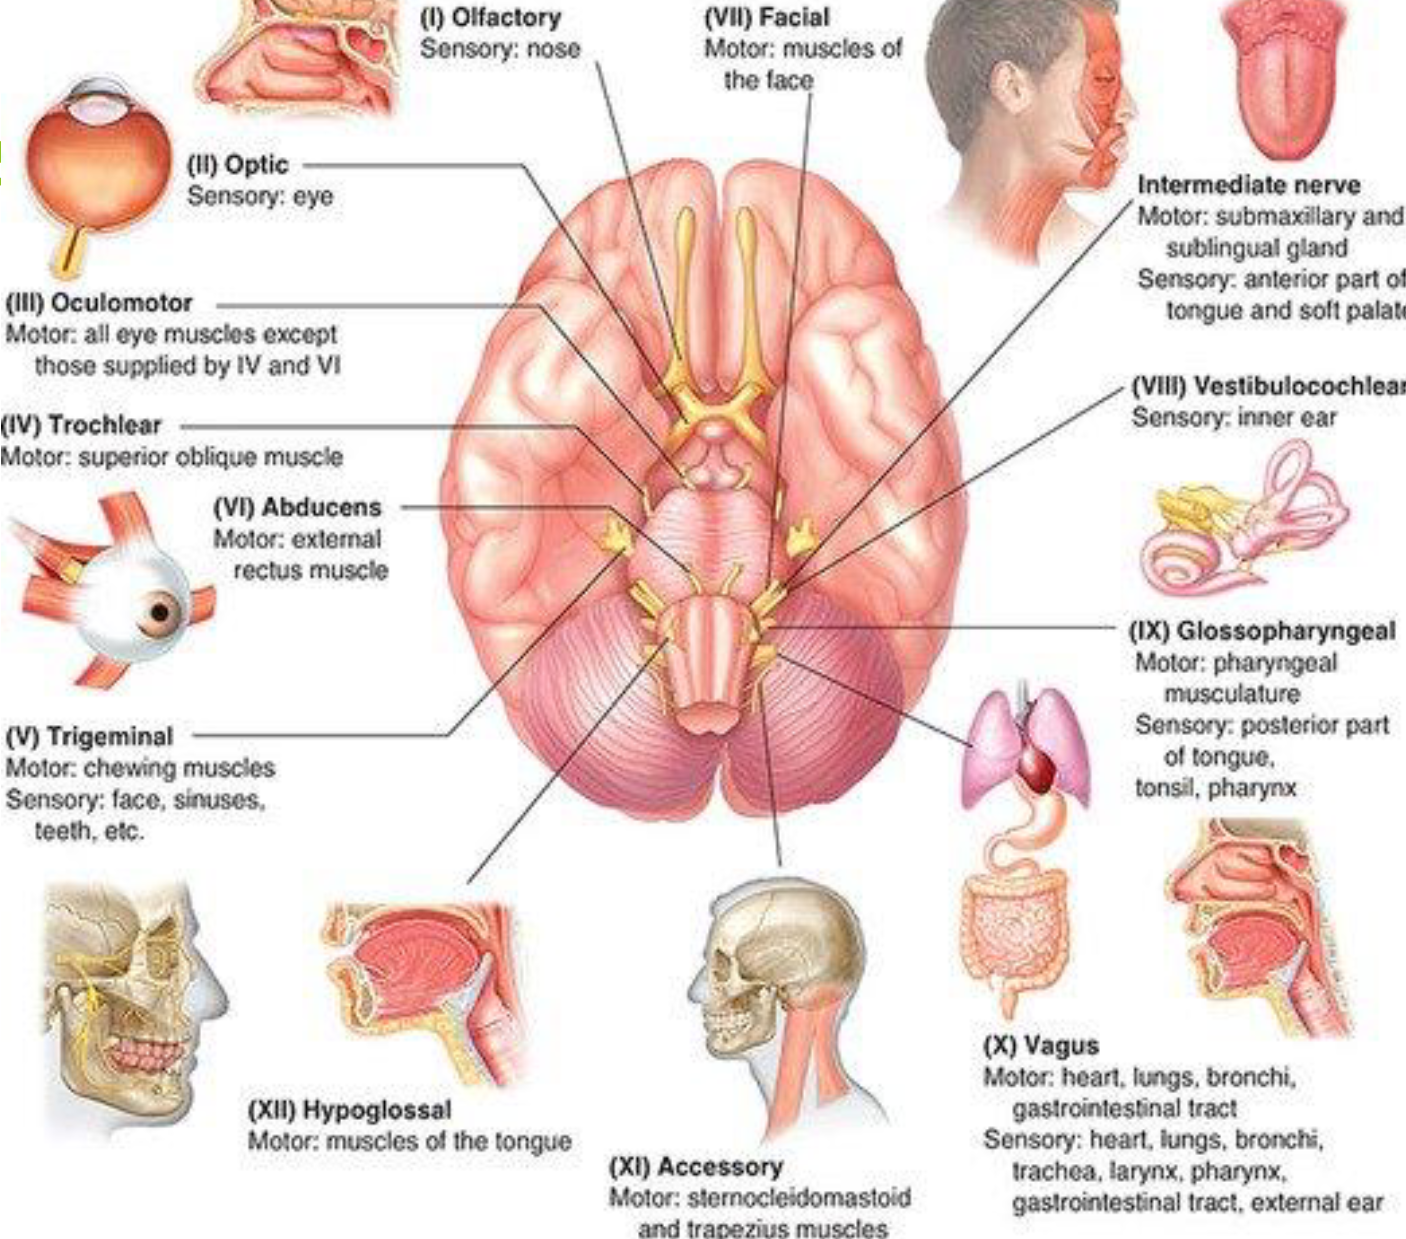 (I) Olfactory
Sensory: nose
(VII) Facial
Motor: muscles of
the face
(II) Optic
Sensory: eye
Intermediate nerve
Motor: submaxillary and
sublingual gland
Sensory: anterior part of
tongue and soft palate
(III) Oculomotor
Motor: all eye muscles except
those supplied by IV and VI
(VIII) Vestibulocochlear
Sensory: inner ear
(IV) Trochlear
Motor: superior oblique muscle
(VI) Abducens
Motor: external
rectus muscle
(IX) Glossopharyngeal
Motor: pharyngeal
musculature
Sensory: posterior part
of tongue,
tonsil, pharynx
(V) Trigeminal
Motor: chewing muscles
Sensory: face, sinuses,
teeth, etc.
(X) Vagus
Motor: heart, lungs, bronchi,
gastrointestinal tract
Sensory: heart, lungs, bronchi,
trachea, larynx, pharynx,
gastrointestinal tract, external ear
(XII) Hypoglossal
Motor: muscles of the tongue
(XI) Accessory
Motor: sternocleidomastoid
and trapezius muscles